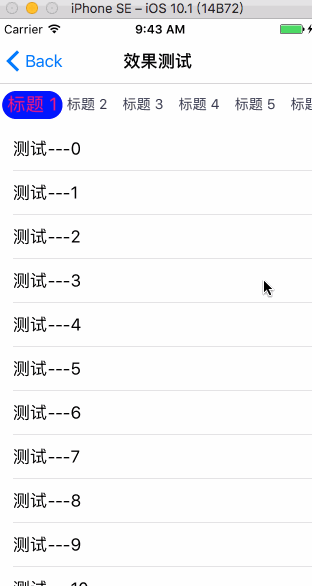 iPhone SE – iOS 10.1 (14B72)
Carrier 9:43 AM
Back 效果测试
标题 1 标题 2 标题 3 标题 4 标题 5 标题
测试---0
测试---1
测试---2
测试---3
测试---4
测试---5
测试---6
测试---7
测试---8
测试---9
测试---10